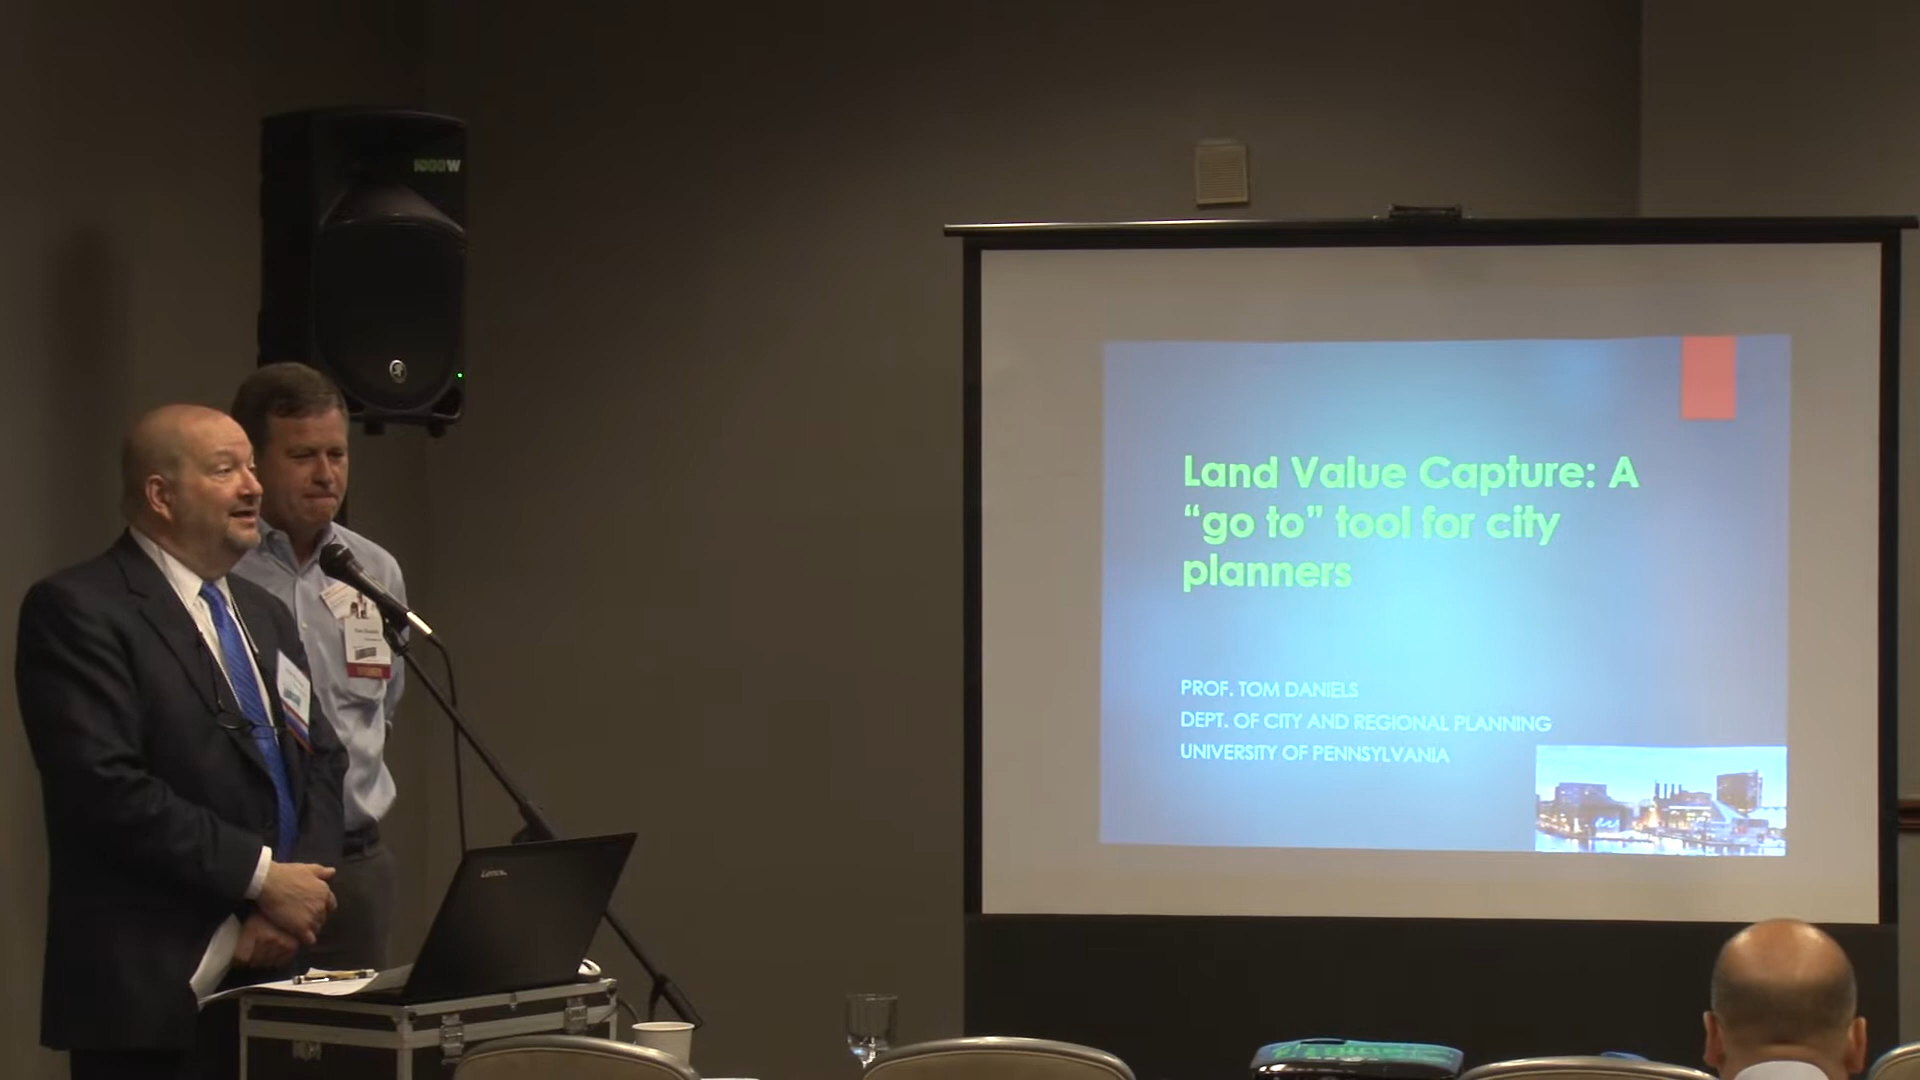 1000W
Land Value Capture: A
“go to” tool for city
planners
PROF. TOM DANIELS
DEPT. OF CITY AND REGIONAL PLANNING
UNIVERSITY OF PENNSYLVANIA
Lenovo